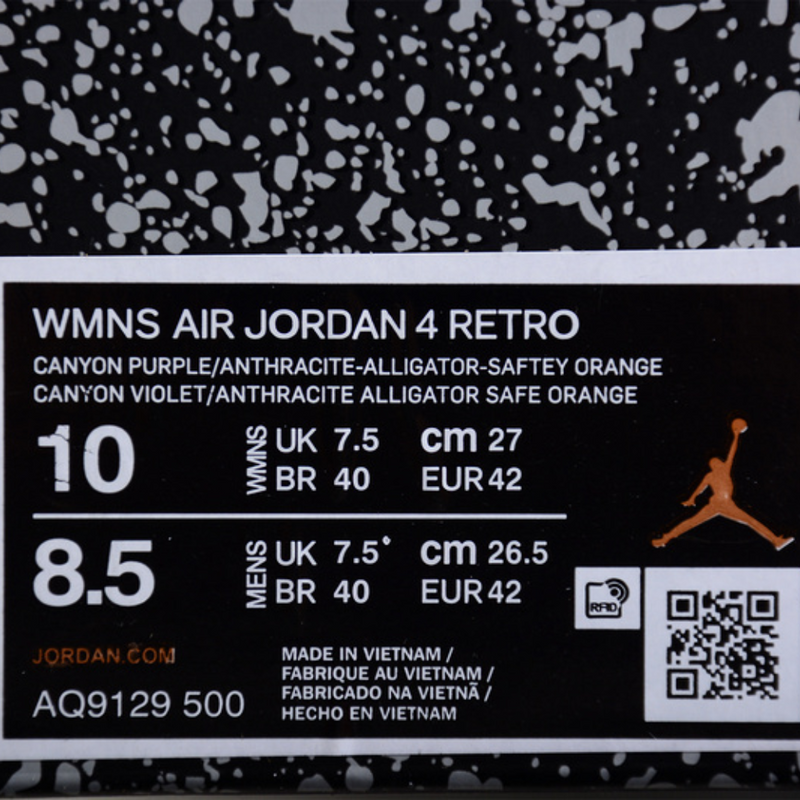 WMNS AIR JORDAN 4 RETRO
CANYON PURPLE/ANTHRACITE-ALLIGATOR-SAFTEY ORANGE
CANYON VIOLET/ANTHRACITE ALLIGATOR SAFE ORANGE
10 WMNS UK 7.5 cm 27
BR 40 EUR 42
8.5 MENS UK 7.5 cm 26.5
BR 40 EUR 42
RFID
JORDAN.COM
MADE IN VIETNAM /
FABRIQUE AU VIETNAM /
FABRICADO NA VIETNÃ /
HECHO EN VIETNAM
AQ9129 500